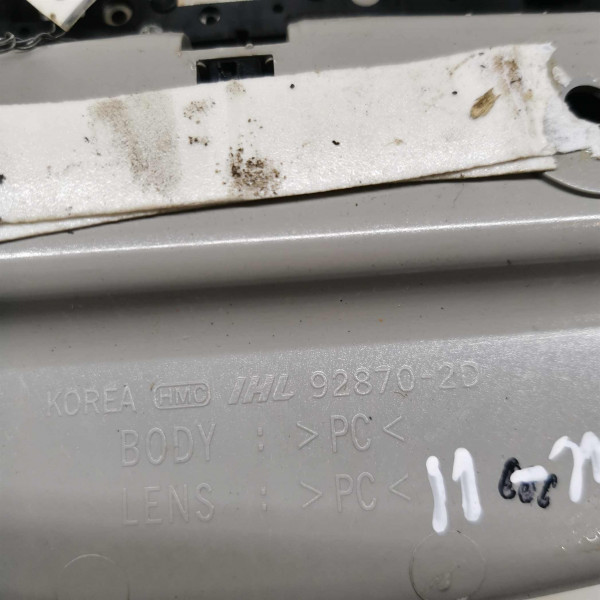 KOREA HMC IHL 92870-2D
BODY : >PC<
LENS : >PC<